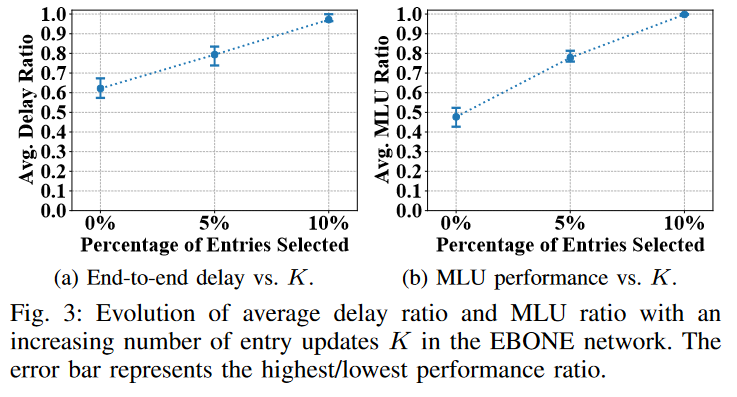 1.0
0.9
0.8
0.7
0.6
0.5
0.4
0.3
0.2
0.1
0.0
Avg. Delay Ratio
0% 5% 10%
Percentage of Entries Selected
1.0
0.9
0.8
0.7
0.6
0.5
0.4
0.3
0.2
0.1
0.0
Avg. MLU Ratio
0% 5% 10%
Percentage of Entries Selected
(a) End-to-end delay vs. K.
(b) MLU performance vs. K.
Fig. 3: Evolution of average delay ratio and MLU ratio with an
increasing number of entry updates K in the EBONE network. The
error bar represents the highest/lowest performance ratio.